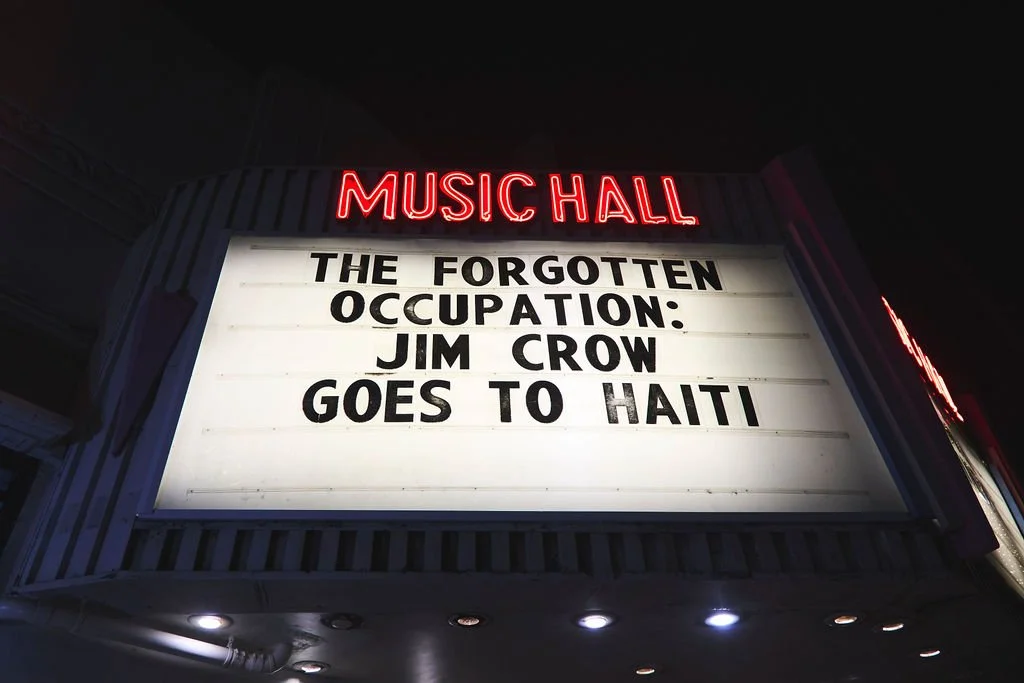 MUSIC HALL
THE FORGOTTEN
OCCUPATION:
JIM CROW
GOES TO HAITI